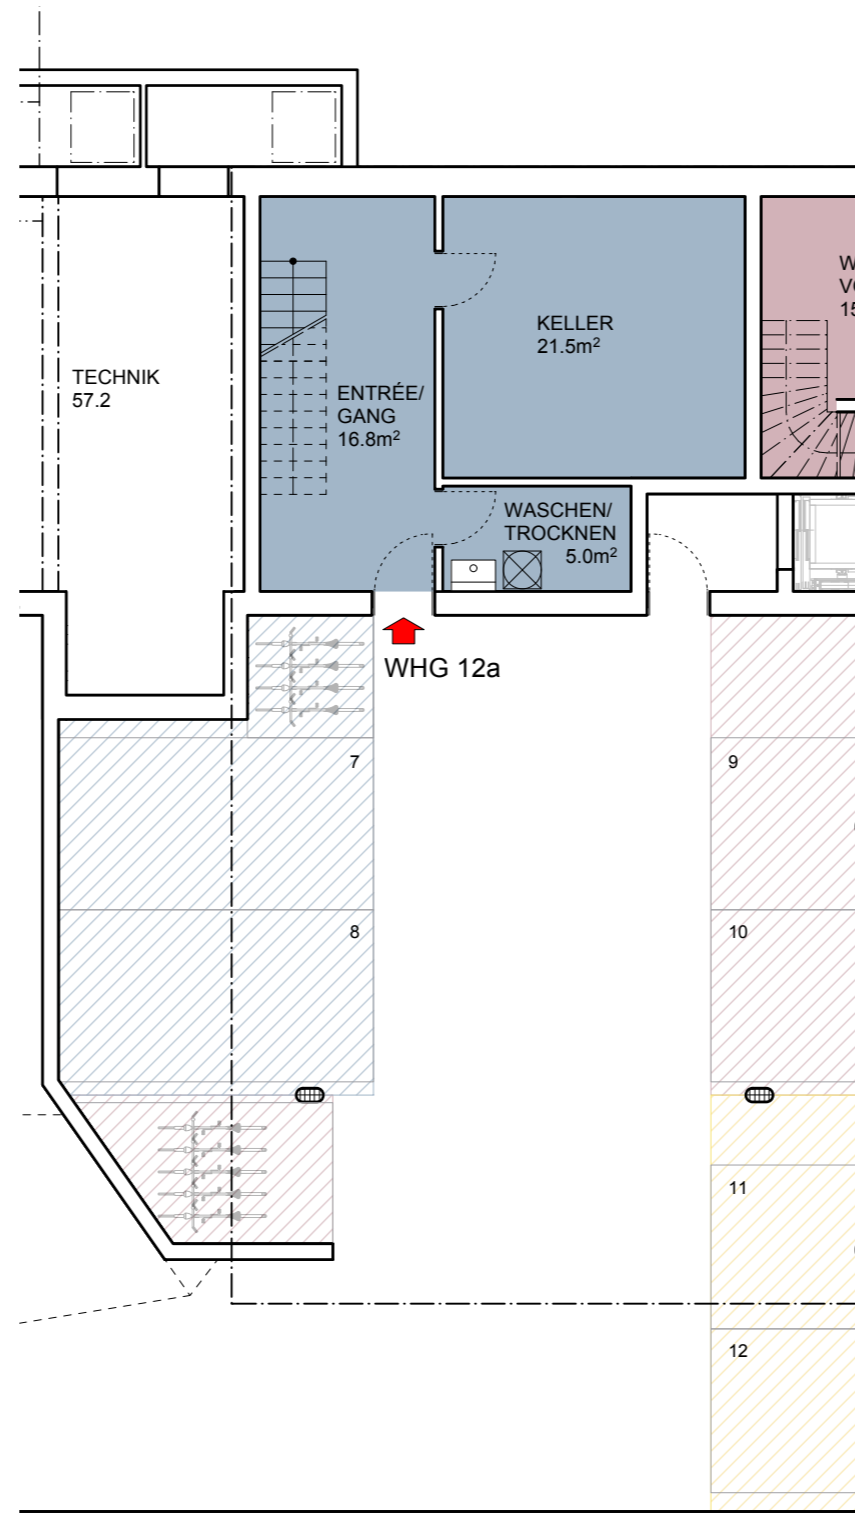 TECHNIK
57.2
ENTRÉE/
GANG
16.8m²
KELLER
21.5m²
WASCHEN/
TROCKNEN
5.0m²
WHG 12a
7
8
9
10
11
12